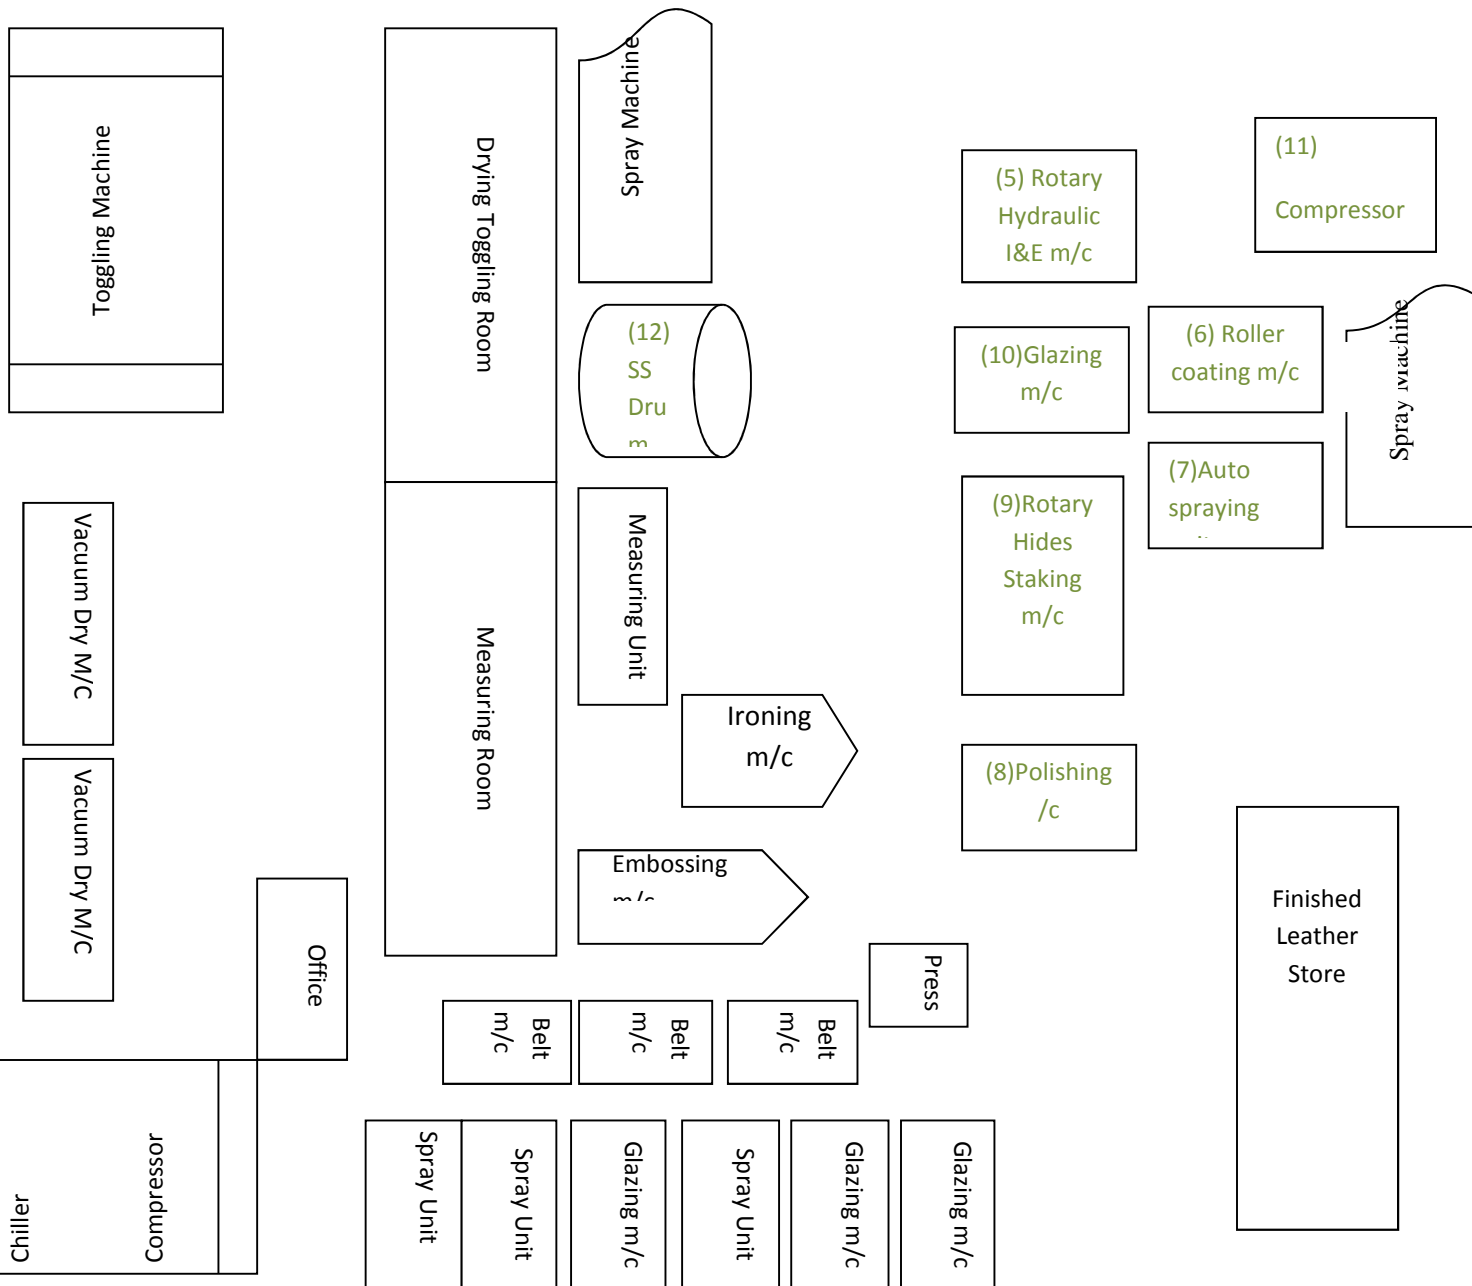 Toggling Machine
Drying Toggling Room
Spray Machine
(5) Rotary
Hydraulic
I&E m/c
(11)
Compressor
(12)
SS
Dru
m
(10)Glazing
m/c
(6) Roller
coating m/c
Spray Machine
(7)Auto
spraying
(9)Rotary
Hides
Staking
m/c
Vacuum Dry M/C
Measuring Room
Measuring Unit
Ironing
m/c
(8)Polishing
/c
Vacuum Dry M/C
Embossing
m/c
Finished
Leather
Store
Office
Press
Belt
m/c
Belt
m/c
Belt
m/c
Chiller
Compressor
Spray Unit
Spray Unit
Glazing m/c
Spray Unit
Glazing m/c
Glazing m/c